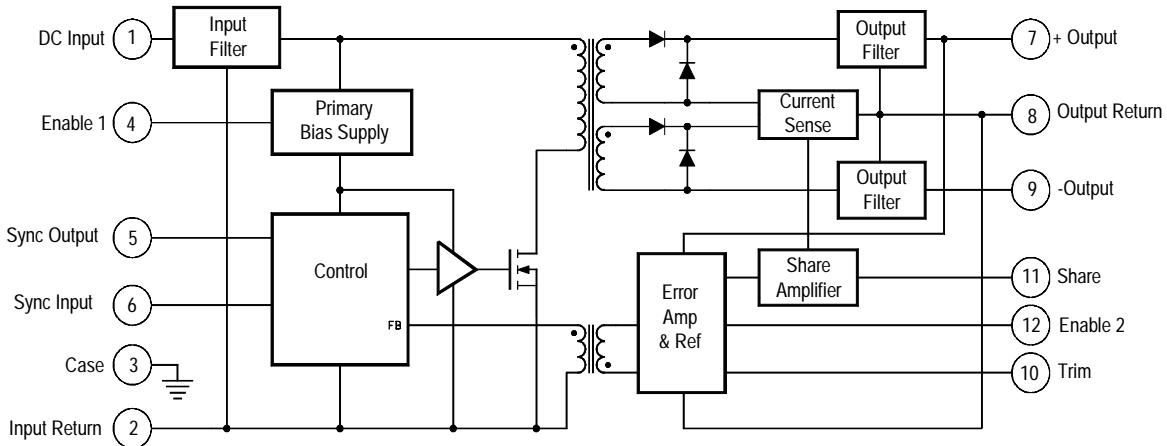 DC Input
1
Input
Filter
Output
Filter
7
+ Output
Enable 1
4
Primary
Bias Supply
Current
Sense
8
Output Return
Output
Filter
9
-Output
Sync Output
5
Control
Share
Amplifier
11
Share
Sync Input
6
FB
Error
Amp
& Ref
12
Enable 2
Case
3
10
Trim
Input Return
2